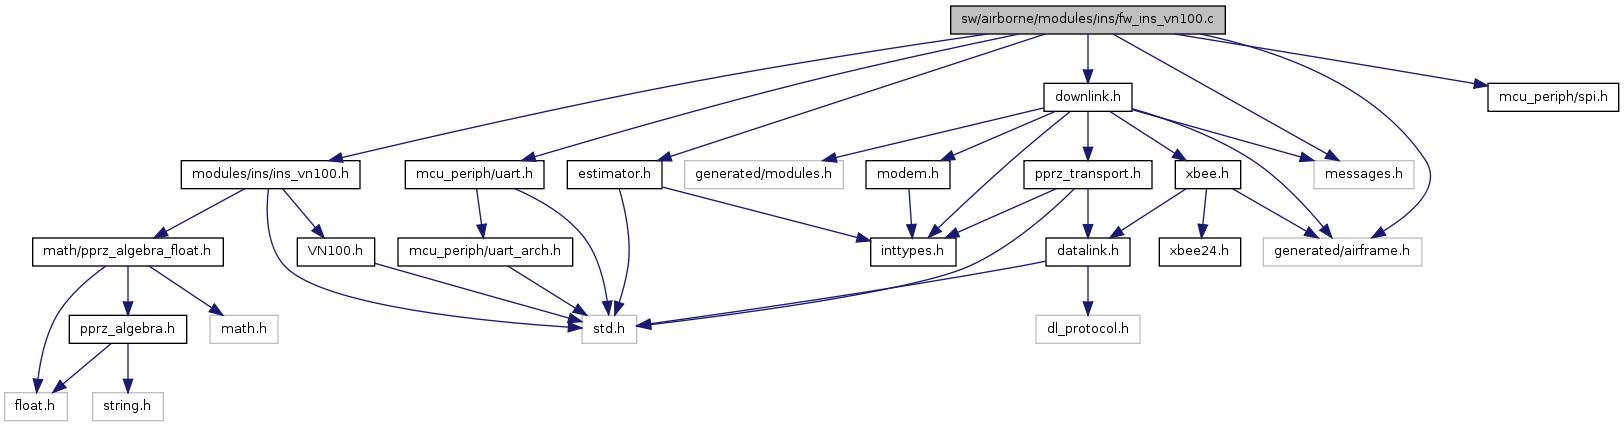 sw/airborne/modules/ins/fw_ins_vn100.c
downlink.h
mcu_periph/spi.h
modules/ins/ins_vn100.h
mcu_periph/uart.h
estimator.h
generated/modules.h
modem.h
pprz_transport.h
xbee.h
messages.h
math/pprz_algebra_float.h
VN100.h
mcu_periph/uart_arch.h
inttypes.h
datalink.h
xbee24.h
generated/airframe.h
pprz_algebra.h
math.h
std.h
dl_protocol.h
float.h
string.h